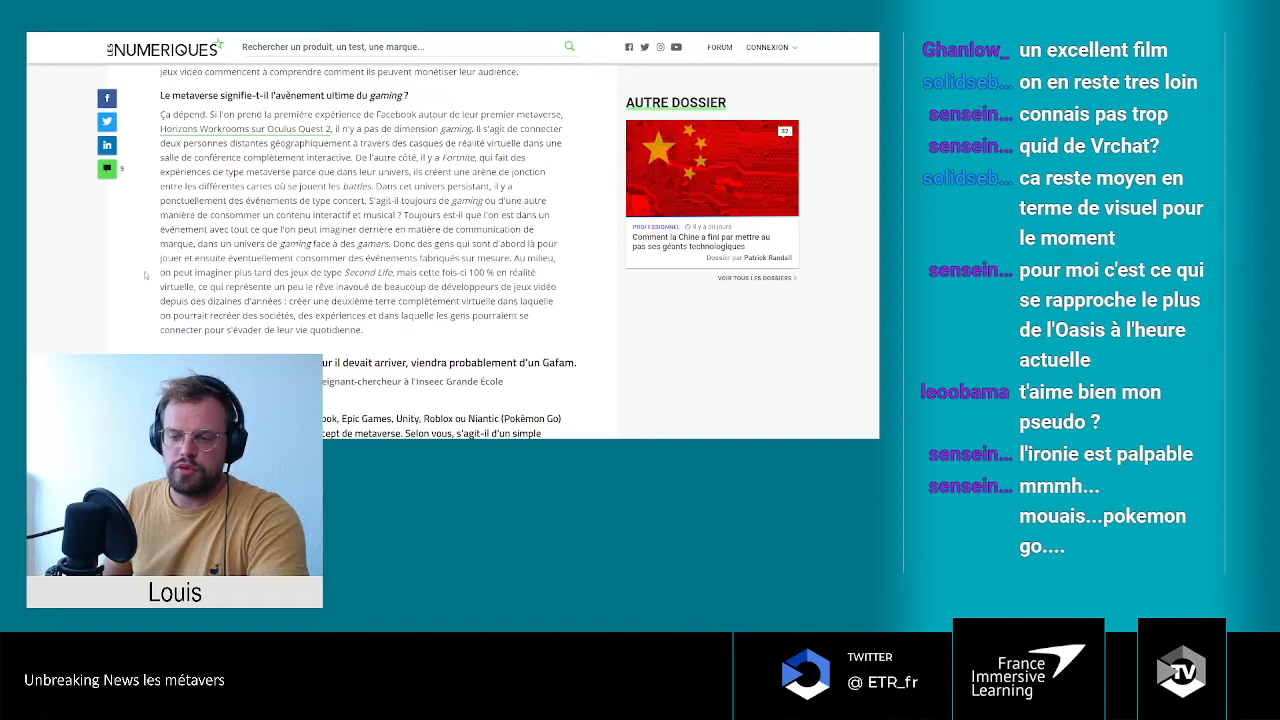 LES NUMERIQUES
Rechercher un produit, un test, une marque...
FORUM
CONNEXION
jeux vidéo commencent à comprendre comment ils peuvent monétiser leur audience.
Le metaverse signifie-t-il l'avènement ultime du gaming ?
Ça dépend. Si l'on prend la première expérience de Facebook autour de leur premier metaverse,
Horizons Workrooms sur Oculus Quest 2, il n'y a pas de dimension gaming. Il s'agit de connecter
deux personnes distantes géographiquement à travers des casques de réalité virtuelle dans une
salle de conférence complètement interactive. De l'autre côté, il y a Fortnite, qui fait des
expériences de type metaverse parce que dans leur univers, ils créent une arène de jonction
entre les différentes cartes où se jouent les battles. Dans cet univers persistant, il y a
ponctuellement des événements de type concert. S'agit-il toujours de gaming ou d'une autre
manière de consommer un contenu interactif et musical ? Toujours est-il que l'on est dans un
événement avec tout ce que l'on peut imaginer derrière en matière de communication de
marque, dans un univers de gaming face à des gamers. Donc des gens qui sont d'abord là pour
jouer et ensuite éventuellement consommer des événements fabriqués sur mesure. Au milieu,
on peut imaginer plus tard des jeux de type Second Life, mais cette fois-ci 100 % en réalité
virtuelle, ce qui représente un peu le rêve inavoué de beaucoup de développeurs de jeux vidéo
depuis des dizaines d'années : créer une deuxième terre complètement virtuelle dans laquelle
on pourrait recréer des sociétés, des expériences et dans laquelle les gens pourraient se
connecter pour s'évader de leur vie quotidienne.
ur il devait arriver, viendra probablement d'un Gafam.
eignant-chercheur à l'Inseec Grande École
ok, Epic Games, Unity, Roblox ou Niantic (Pokémon Go)
cept de metaverse. Selon vous, s'agit-il d'un simple
9
AUTRE DOSSIER
22
PROFESSIONNEL Il y a 30 jours
Comment la Chine a fini par mettre au
pas ses géants technologiques
Dossier par Patrick Randall
VOIR TOUS LES DOSSIERS
Ghanlow_ un excellent film
solidseb... on en reste tres loin
sensein... connais pas trop
sensein... quid de Vrchat?
solidseb... ca reste moyen en
terme de visuel pour
le moment
sensein... pour moi c'est ce qui
se rapproche le plus
de l'Oasis à l'heure
actuelle
leoobama t'aime bien mon
pseudo ?
sensein... l'ironie est palpable
sensein... mmmh...
mouais...pokemon
go....
Louis
Unbreaking News les métavers
TWITTER
@ ETR_fr
France
Immersive
Learning
TV